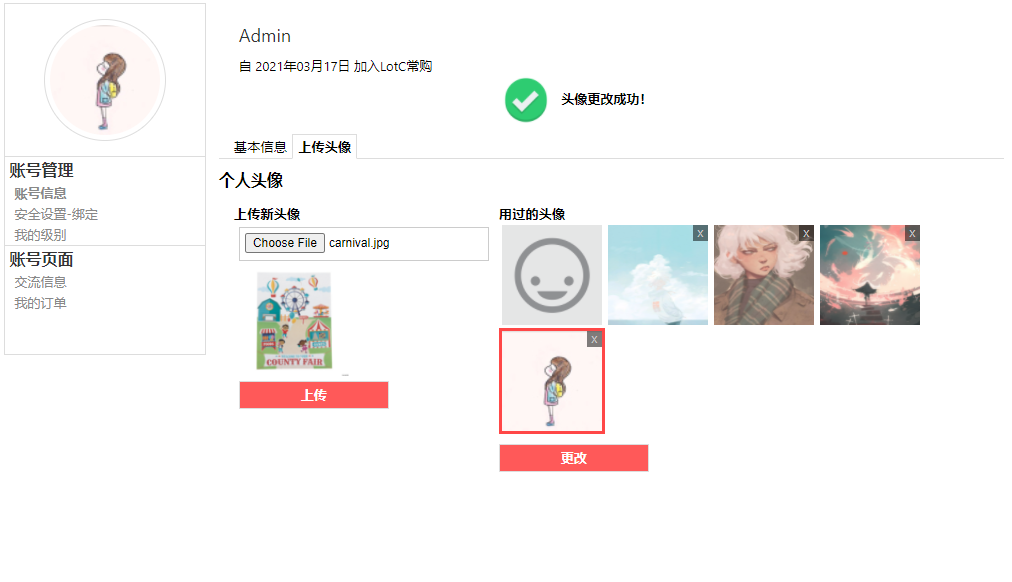 Admin
自 2021年03月17日 加入LotC常购
头像更改成功!
账号管理
账号信息
安全设置-绑定
我的级别
账号页面
交流信息
我的订单
基本信息 上传头像
个人头像
上传新头像
Choose File carnival.jpg
COUNTY FAIR
上传
用过的头像
X X X
X
更改